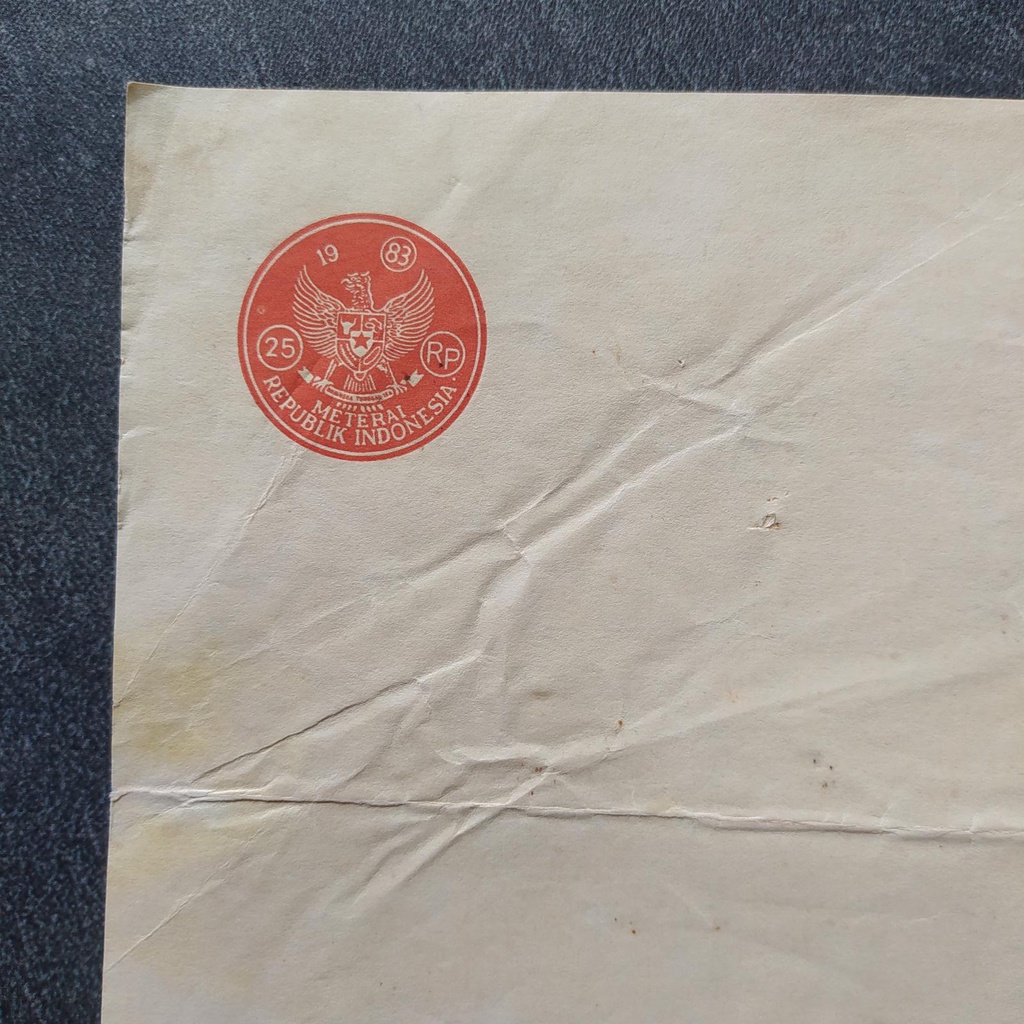 19 83
25 RP
METERAI
REPUBLIK INDONESIA